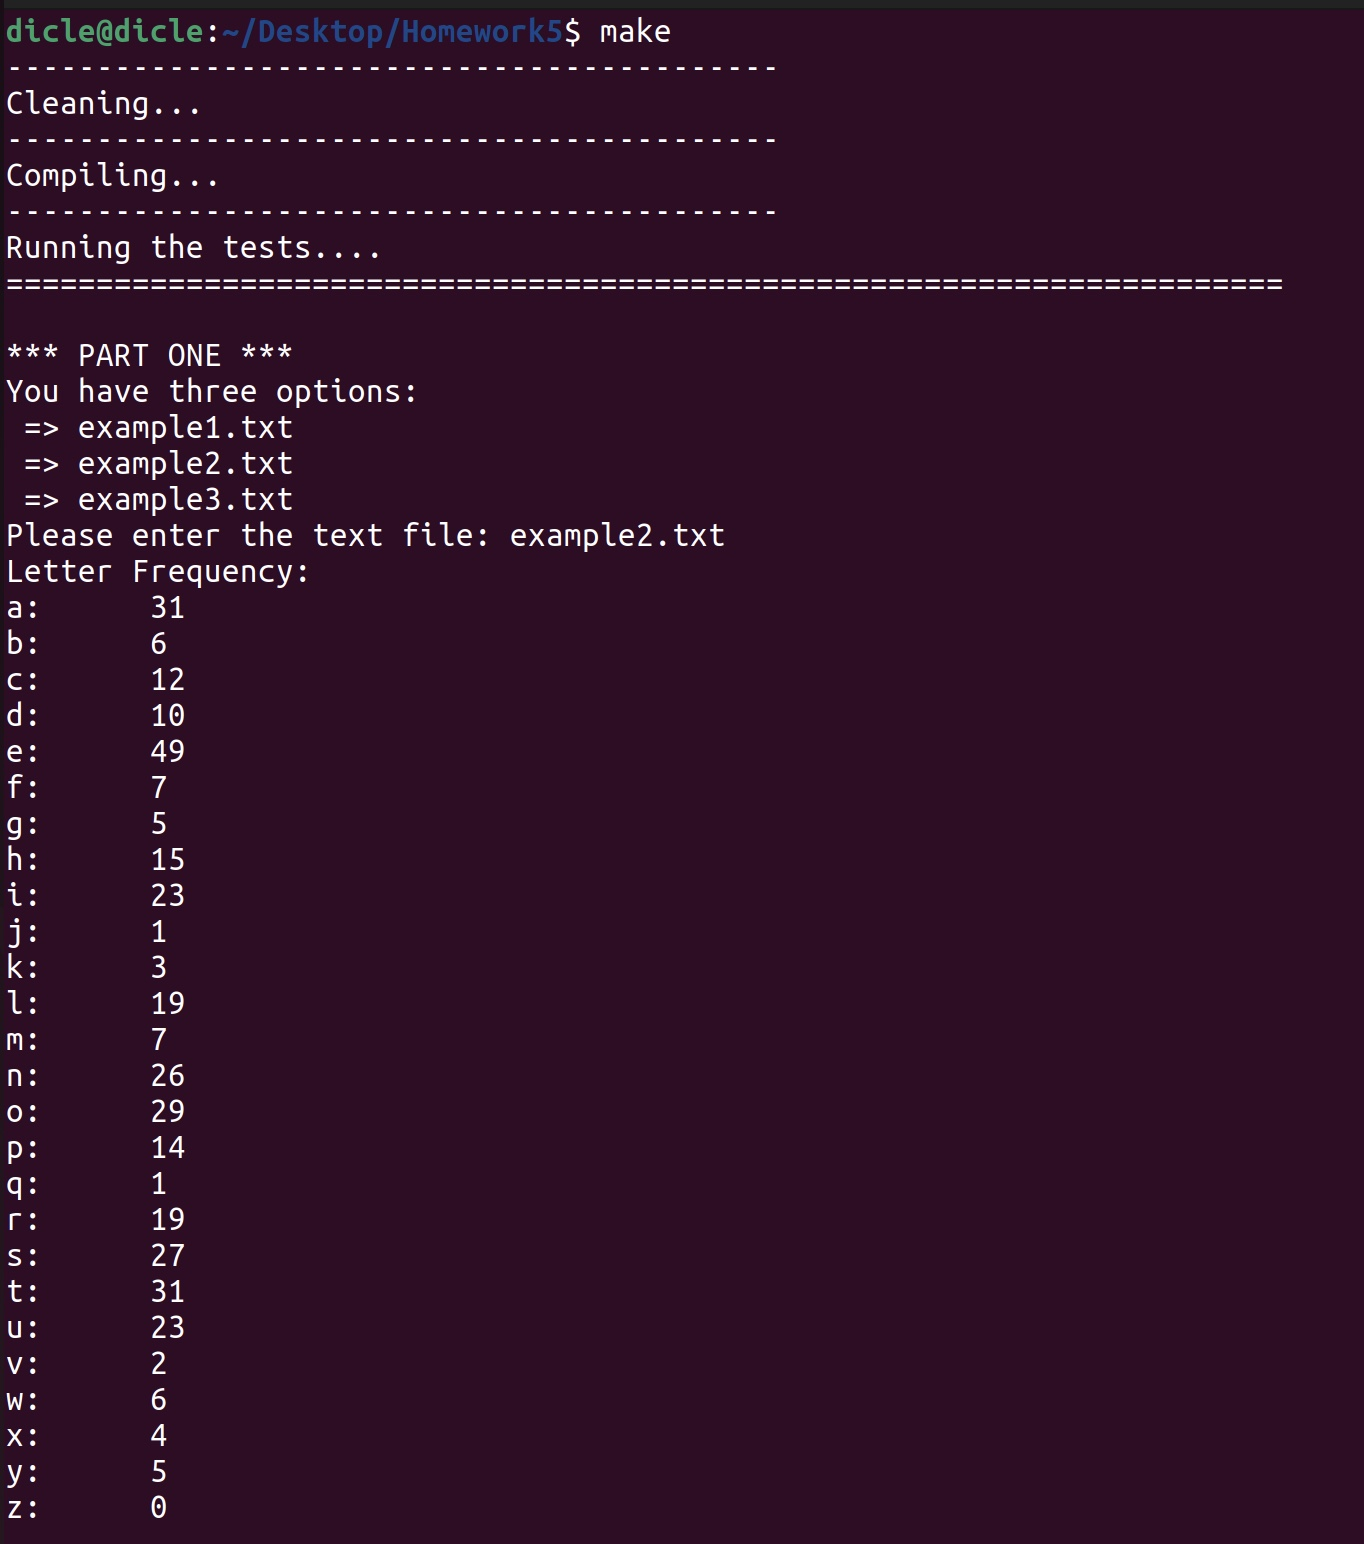 dicle@dicle:~/Desktop/Homework5$ make
-------------------------------------------
Cleaning...
-------------------------------------------
Compiling...
-------------------------------------------
Running the tests....
=======================================================================
*** PART ONE ***
You have three options:
 => example1.txt
 => example2.txt
 => example3.txt
Please enter the text file: example2.txt
Letter Frequency:
a:      31
b:      6
c:      12
d:      10
e:      49
f:      7
g:      5
h:      15
i:      23
j:      1
k:      3
l:      19
m:      7
n:      26
o:      29
p:      14
q:      1
r:      19
s:      27
t:      31
u:      23
v:      2
w:      6
x:      4
y:      5
z:      0